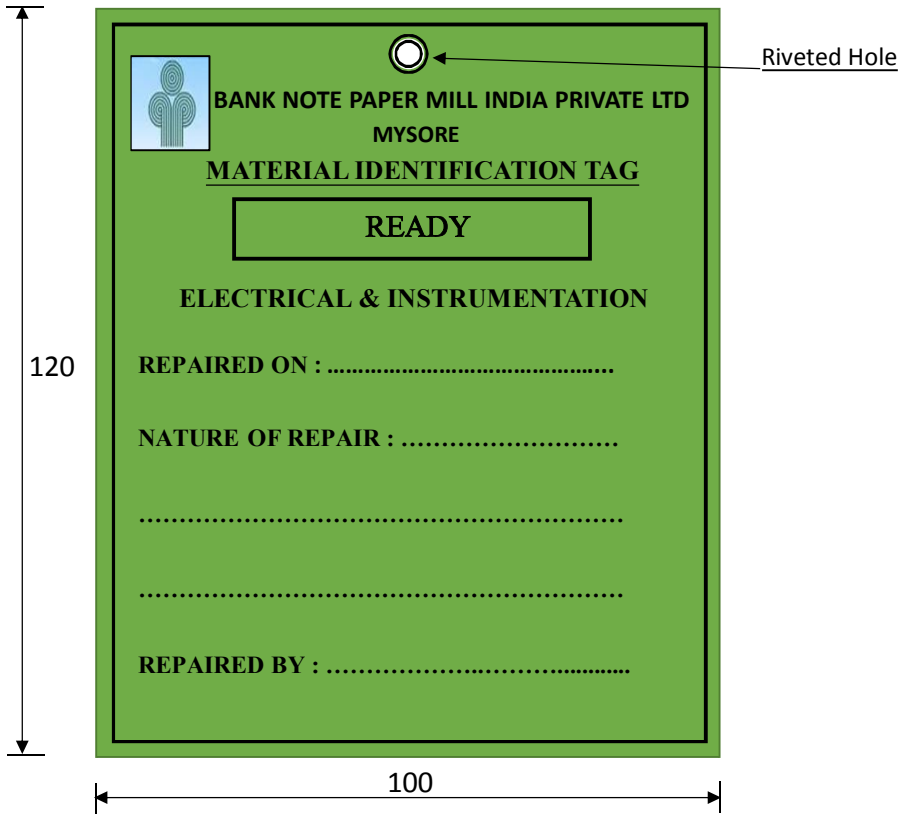 Riveted Hole
BANK NOTE PAPER MILL INDIA PRIVATE LTD
MYSORE
MATERIAL IDENTIFICATION TAG
READY
ELECTRICAL & INSTRUMENTATION
120
REPAIRED ON : ................................................
NATURE OF REPAIR : ...........................
............................................................
............................................................
REPAIRED BY : ........................................
100